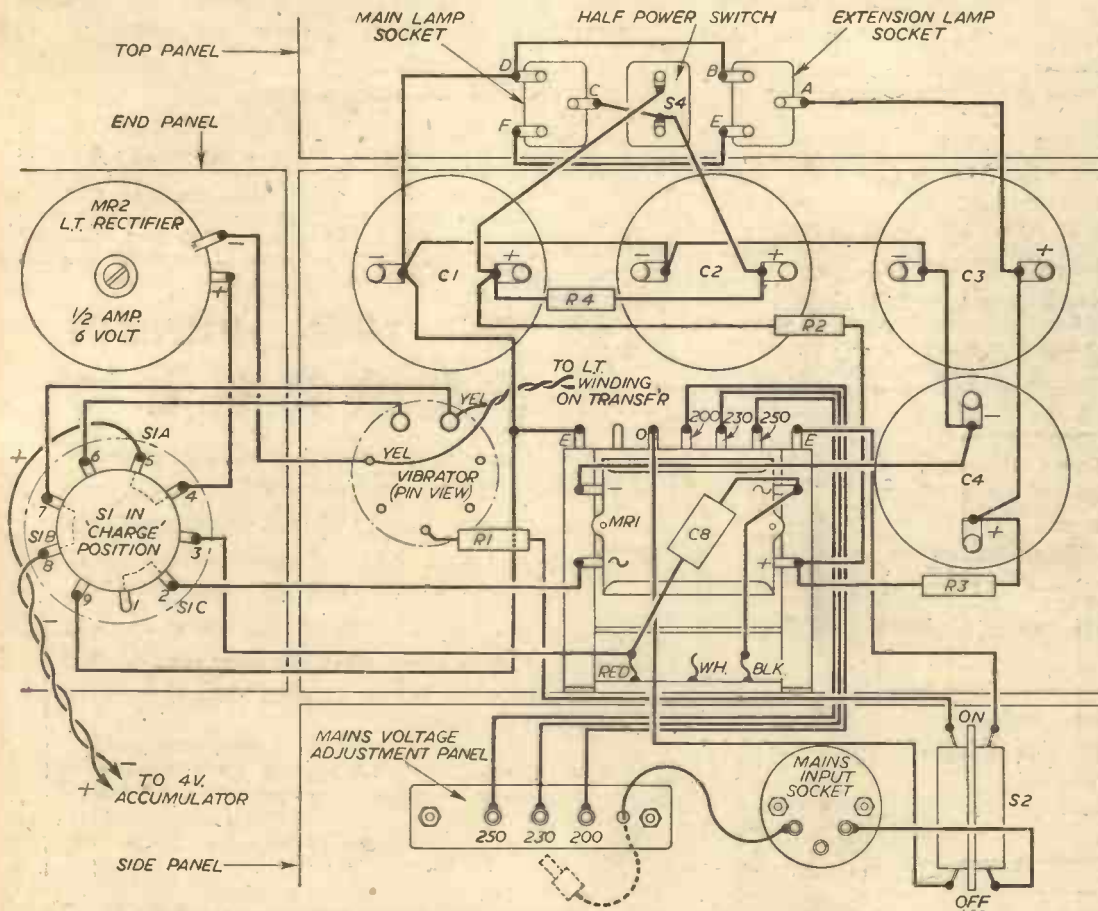 TOP PANEL
MAIN LAMP
SOCKET
HALF POWER SWITCH
EXTENSION LAMP
SOCKET
D
C
F
S4
B
A
E
END PANEL
MR2
L.T. RECTIFIER
-
+
1/2 AMP.
6 VOLT
-
C1
+
-
C2
+
-
C3
+
R4
R2
TO L.T.
WINDING
ON TRANSF'R
YEL
YEL
VIBRATOR
(PIN VIEW)
R1
E
O
200
230
250
E
-
~
MR1
C8
~
+
-
C4
+
R3
+
S1A
6
5
4
7
S1 IN
'CHARGE'
POSITION
3
S1B
8
9
1
2
S1C
-
RED
WH.
BLK.
-
+
TO 4V.
ACCUMULATOR
MAINS VOLTAGE
ADJUSTMENT PANEL
250
230
200
MAINS
INPUT
SOCKET
ON
S2
OFF
SIDE PANEL